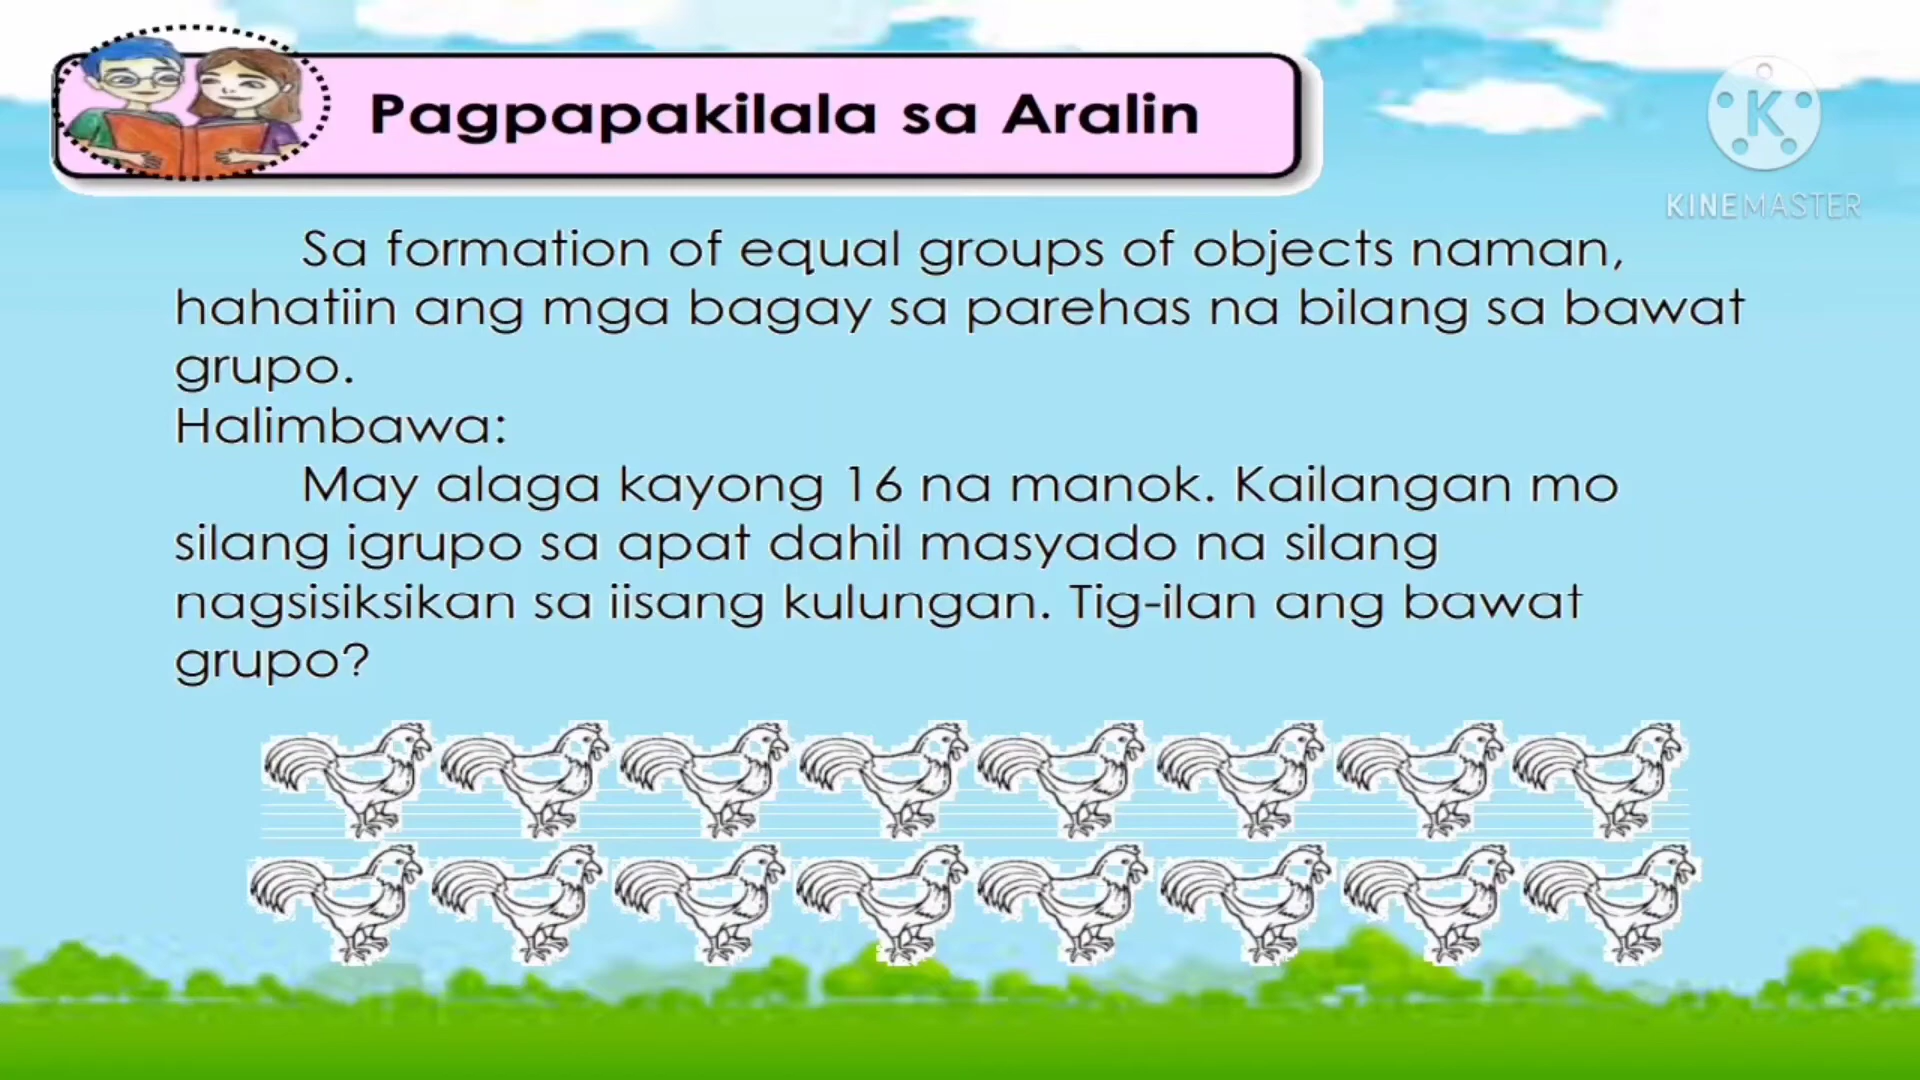 Pagpapakilala sa Aralin
K
KINEMASTER
Sa formation of equal groups of objects naman,
hahatiin ang mga bagay sa parehas na bilang sa bawat
grupo.
Halimbawa:
May alaga kayong 16 na manok. Kailangan mo
silang igrupo sa apat dahil masyado na silang
nagsisiksikan sa iisang kulungan. Tig-ilan ang bawat
grupo?